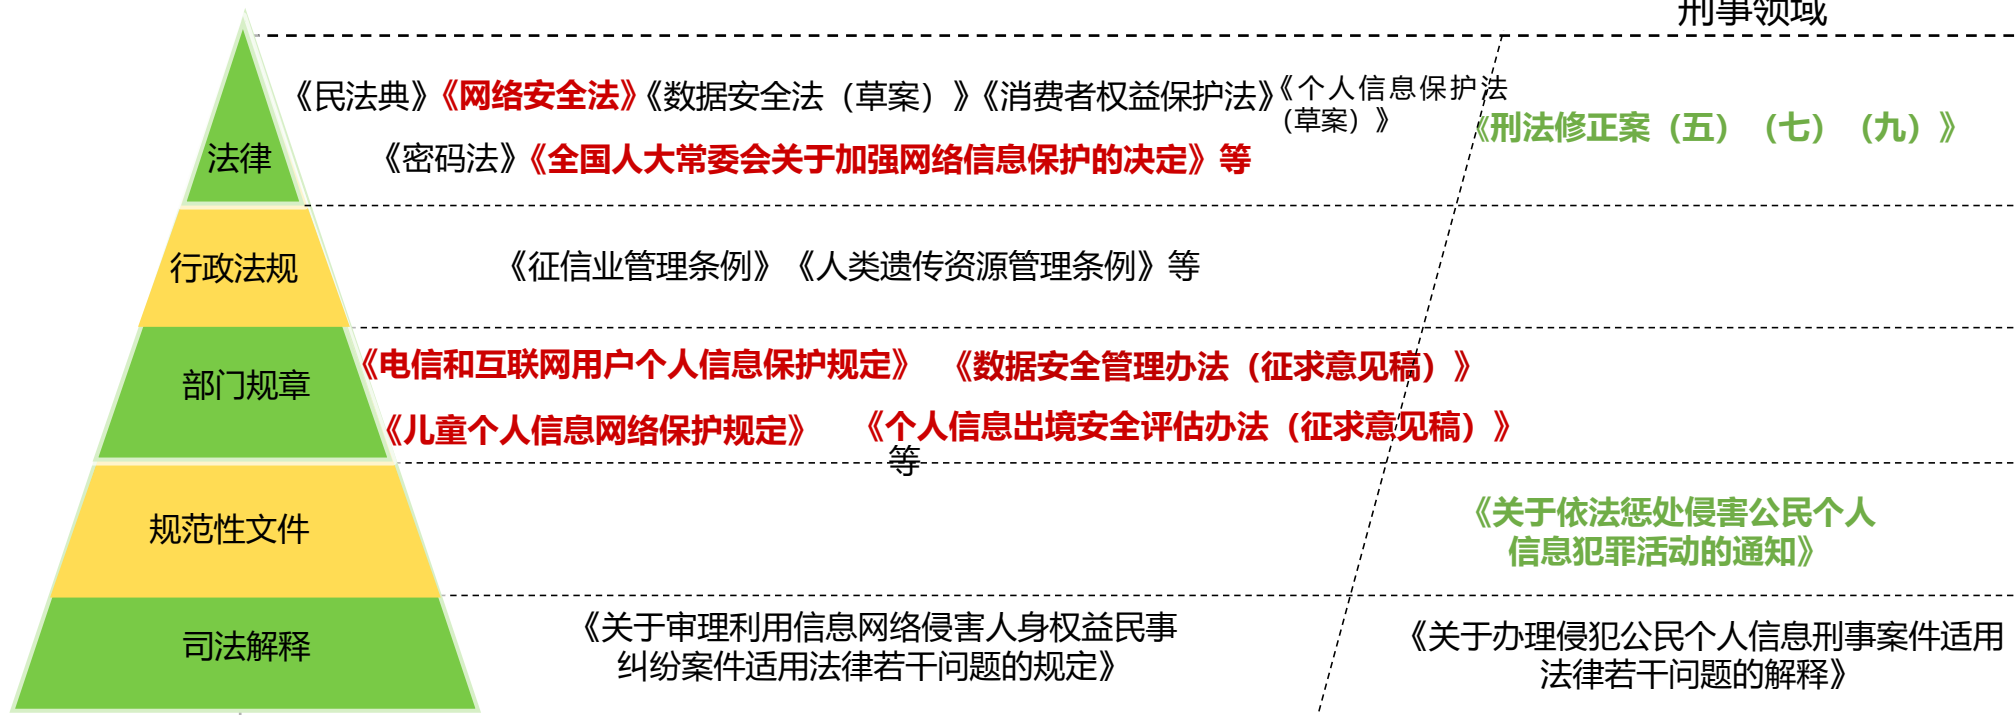 刑事领域
《民法典》《网络安全法》《数据安全法（草案）》《消费者权益保护法》《个人信息保护法
（草案）》
《刑法修正案（五）（七）（九）》
法律
《密码法》《全国人大常委会关于加强网络信息保护的决定》等
行政法规
《征信业管理条例》《人类遗传资源管理条例》等
部门规章
《电信和互联网用户个人信息保护规定》 《数据安全管理办法（征求意见稿）》
《儿童个人信息网络保护规定》 《个人信息出境安全评估办法（征求意见稿）》
等
规范性文件
《关于依法惩处侵害公民个人
信息犯罪活动的通知》
司法解释
《关于审理利用信息网络侵害人身权益民事
纠纷案件适用法律若干问题的规定》
《关于办理侵犯公民个人信息刑事案件适用
法律若干问题的解释》